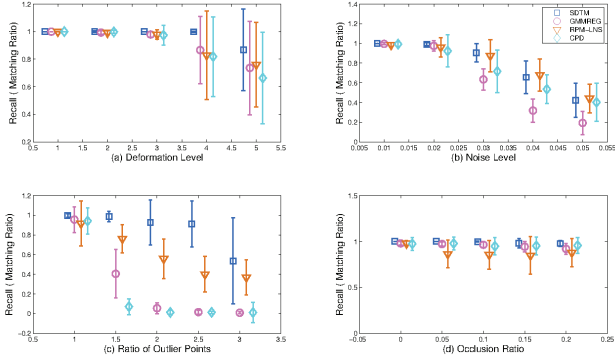 1.2
1
0.8
0.6
0.4
0.2
0
Recall ( Matching Ratio)
0.5 1 1.5 2 2.5 3 3.5 4 4.5 5 5.5
(a) Deformation Level
1.2
1
0.8
0.6
0.4
0.2
0
Recall ( Matching Ratio)
SDTM
GMMREG
RPM-LNS
CPD
0.005 0.01 0.015 0.02 0.025 0.03 0.035 0.04 0.045 0.05 0.055
(b) Noise Level
1.2
1
0.8
0.6
0.4
0.2
0
Recall ( Matching Ratio)
0.5 1 1.5 2 2.5 3 3.5
(c) Ratio of Outlier Points
1.5
1
0.5
0
Recall ( Matching Ratio)
-0.05 0 0.05 0.1 0.15 0.2 0.25
(d) Occlusion Ratio